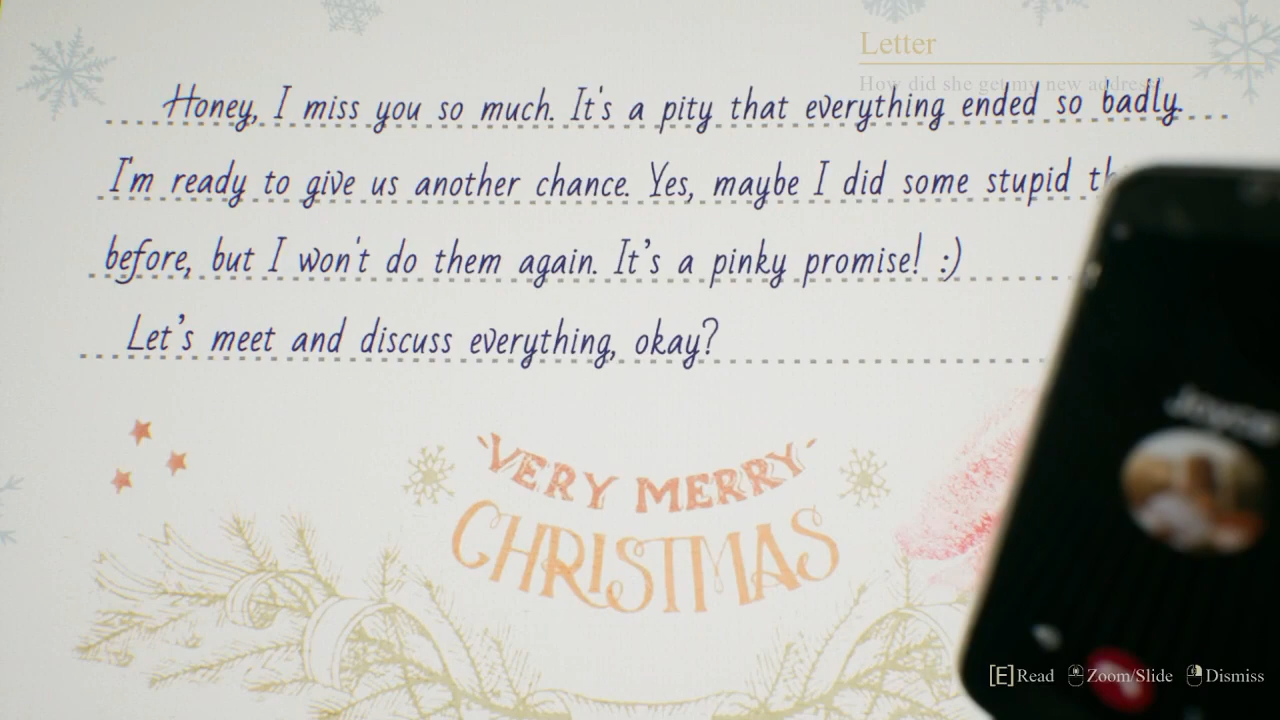 Letter
How did she get my new address?
Honey, I miss you so much. It's a pity that everything ended so badly.
I'm ready to give us another chance. Yes, maybe I did some stupid
before, but I won't do them again. It's a pinky promise! :)
Let's meet and discuss everything, okay?
VERY MERRY
CHRISTMAS
[E]Read Zoom/Slide Dismiss